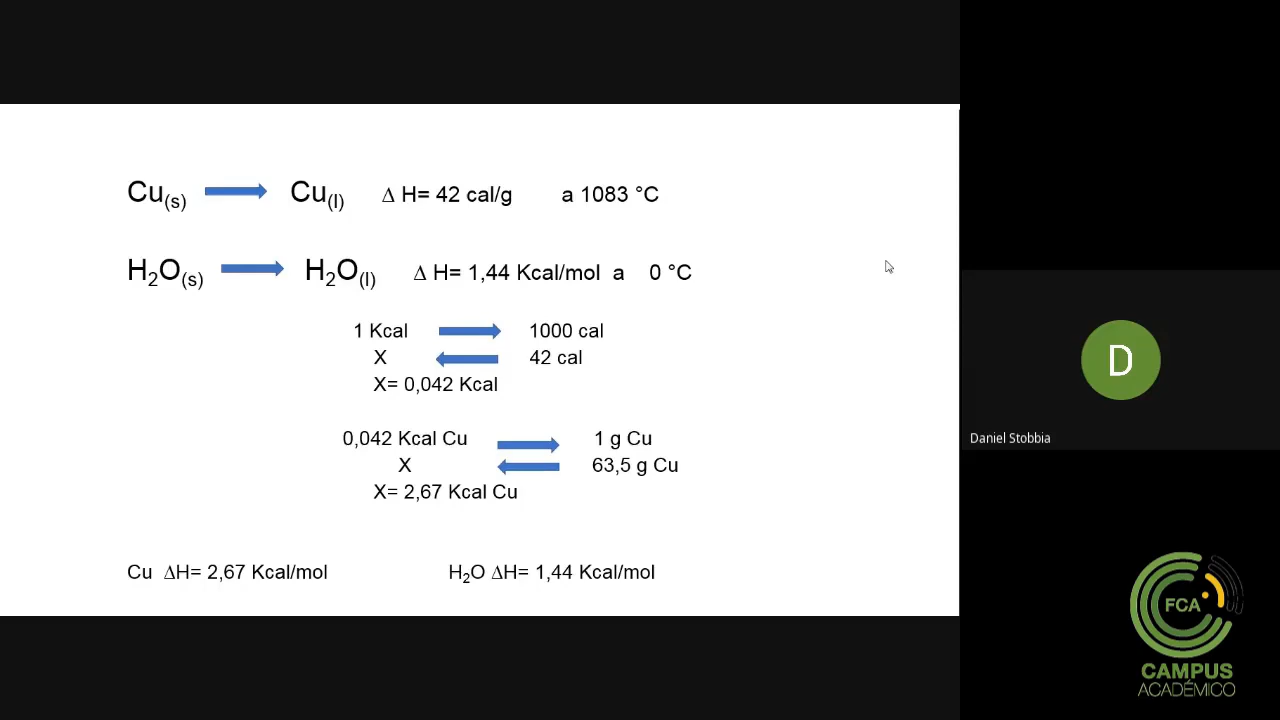 Cu(s) Cu(l) Δ H= 42 cal/g a 1083 °C
H2O(s) H2O(l) Δ H= 1,44 Kcal/mol a 0 °C
1 Kcal 1000 cal
X 42 cal
X= 0,042 Kcal
0,042 Kcal Cu 1 g Cu
X 63,5 g Cu
X= 2,67 Kcal Cu
Cu ΔH= 2,67 Kcal/mol H2O ΔH= 1,44 Kcal/mol
D
Daniel Stobbia
FCA
CAMPUS
ACADÉMICO